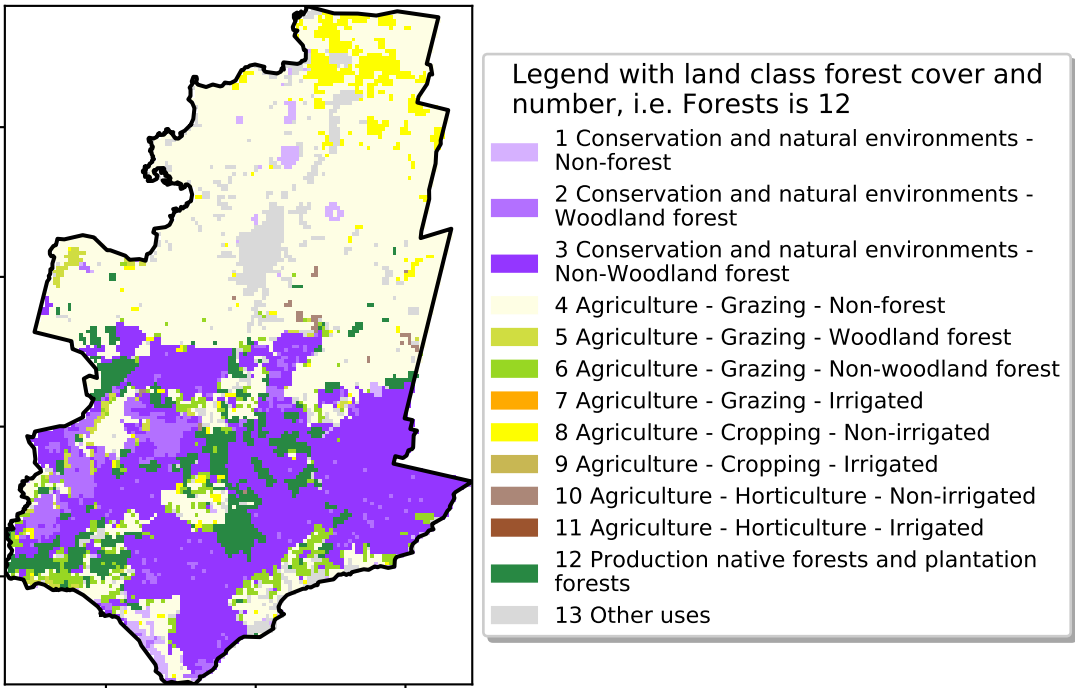 Legend with land class forest cover and
number, i.e. Forests is 12
1 Conservation and natural environments -
Non-forest
2 Conservation and natural environments -
Woodland forest
3 Conservation and natural environments -
Non-Woodland forest
4 Agriculture - Grazing - Non-forest
5 Agriculture - Grazing - Woodland forest
6 Agriculture - Grazing - Non-woodland forest
7 Agriculture - Grazing - Irrigated
8 Agriculture - Cropping - Non-irrigated
9 Agriculture - Cropping - Irrigated
10 Agriculture - Horticulture - Non-irrigated
11 Agriculture - Horticulture - Irrigated
12 Production native forests and plantation
forests
13 Other uses